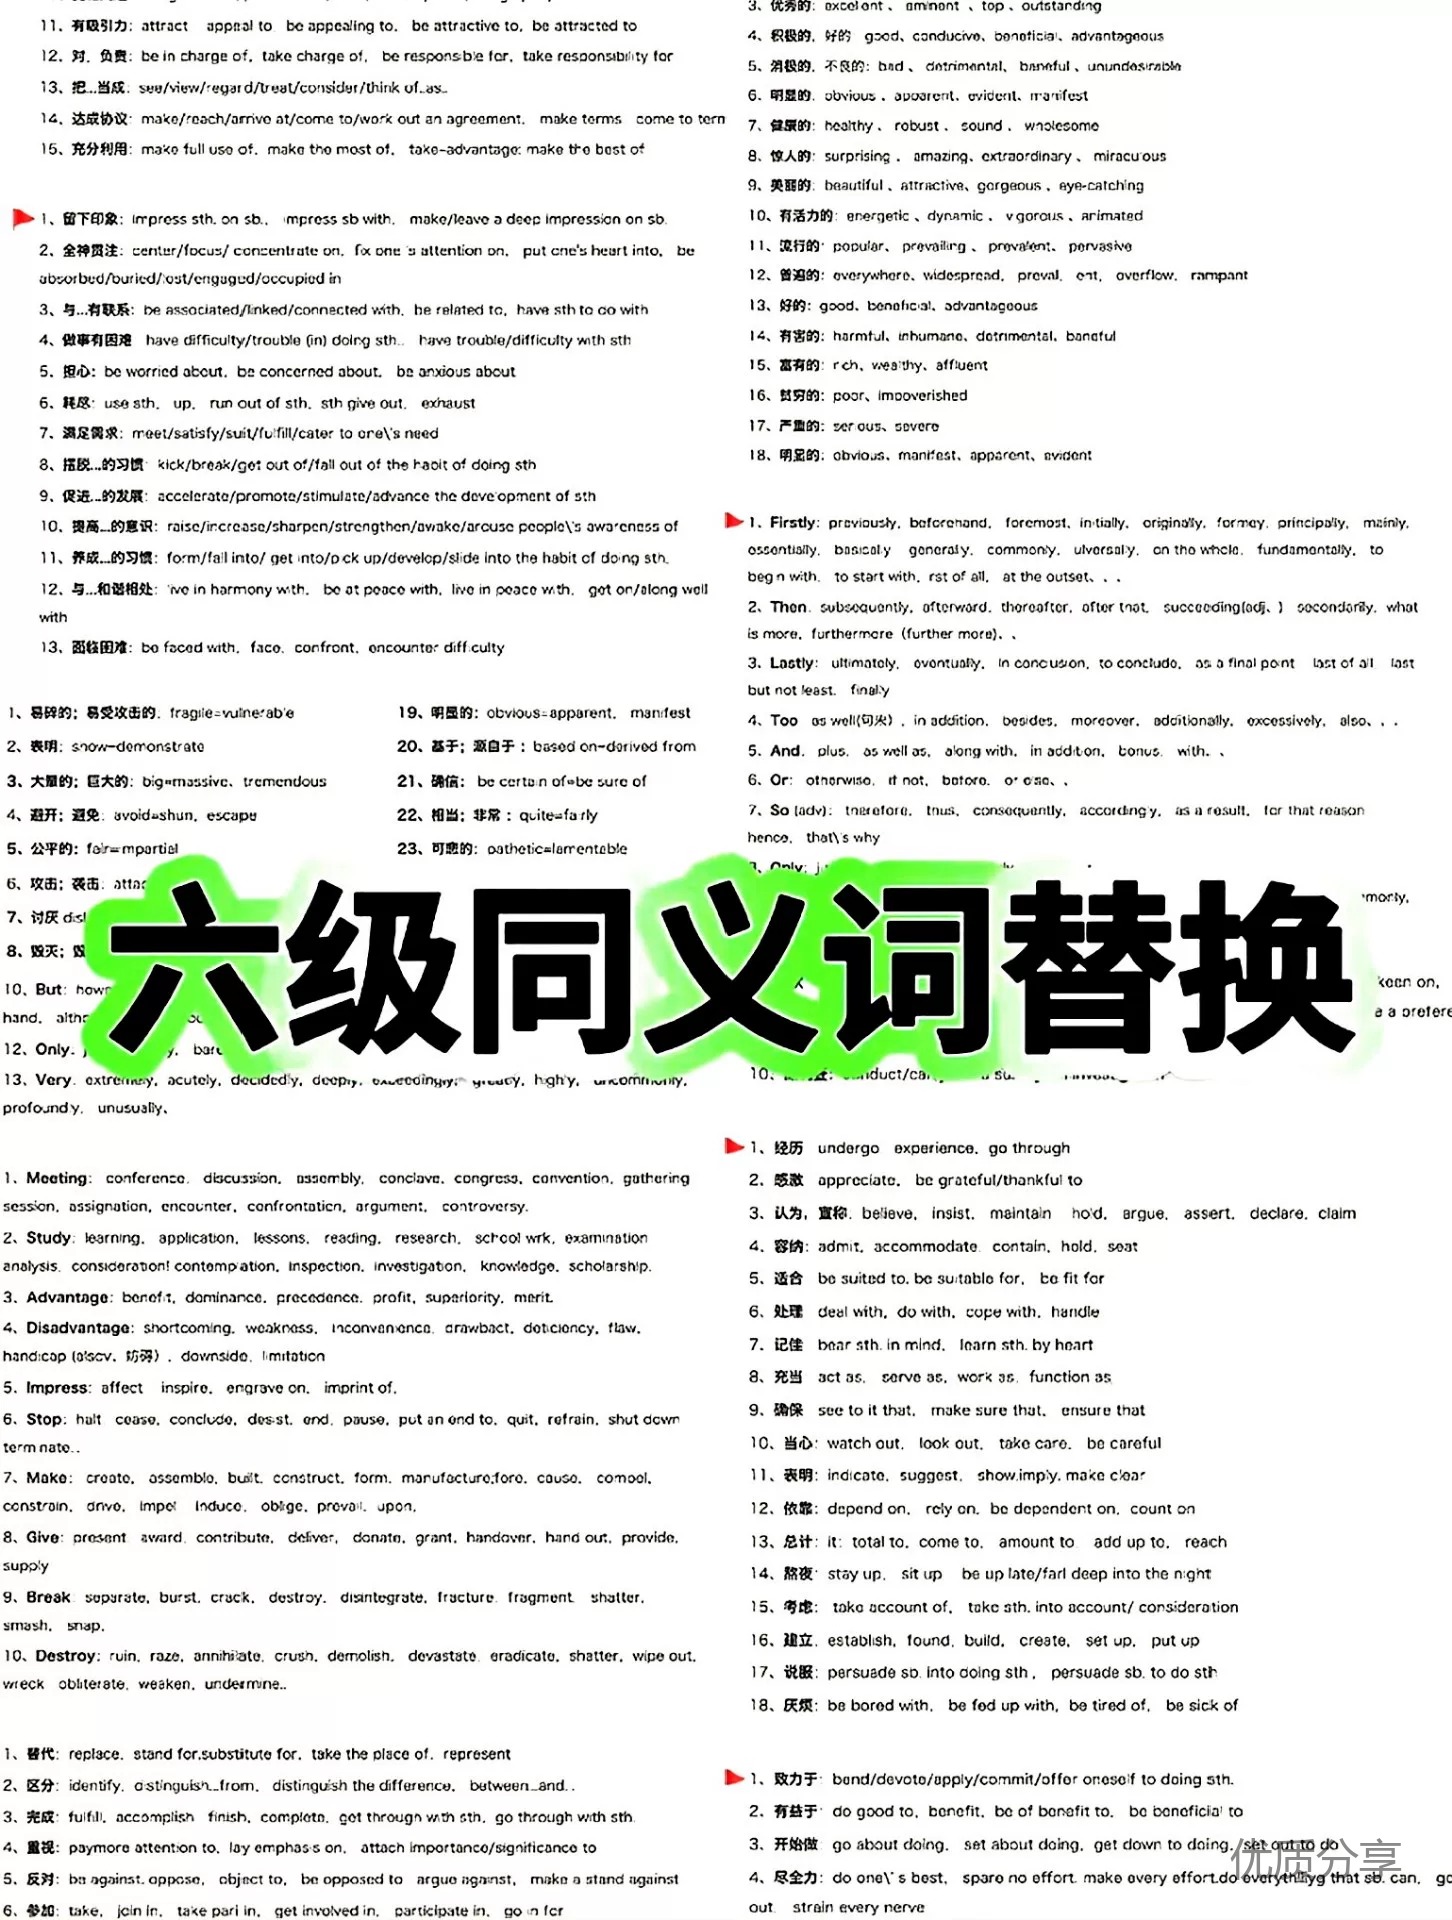 11、有吸引力：attract appeal to be appealing to, be attractive to, be attracted to
12、对. 负责：be in charge of, take charge of, be responsible for, take responsibility for
13、把...当成：see/view/regard/treat/consider/think of..as..
14、达成协议：make/reach/arrive at/come to/work out an agreement, make terms come to tern
15、充分利用：make full use of, make the most of, take-advantage: make the best of
1、留下印象：impress sth. on sb., impress sb with, make/leave a deep impression on sb.
2、全神贯注：center/focus/ concentrate on, fix one 's attention on, put one's heart into, be
absorbed/buried/lost/engaged/occupied in
3、与...有联系：be associated/linked/connected with, be related to, have sth to do with
4、做事有困难 have difficulty/trouble (in) doing sth.. have trouble/difficulty with sth
5、担心：be worried about, be concerned about, be anxious about
6、耗尽：use sth, up, run out of sth, sth give out, exhaust
7、满足需求：meet/satisfy/suit/fulfill/cater to one\'s need
8、摆脱...的习惯 kick/break/get out of/fall out of the habit of doing sth
9、促进...的发展：accelerate/promote/stimulate/advance the development of sth
10、提高...的意识：raise/increase/sharpen/strengthen/awake/arouse people\'s awareness of
11、养成...的习惯：form/fall into/ get into/pick up/develop/slide into the habit of doing sth.
12、与...和谐相处：live in harmony with, be at peace with, live in peace with, get on/along well
with
13、面临困难：be faced with, face, confront, encounter difficulty
1、易碎的；易受攻击的：fragile=vulnerable
2、表明：show=demonstrate
3、大量的；巨大的：big=massive、tremendous
4、避开；避免：avoid=shun, escape
5、公平的：fair=mpartial
6、攻击；袭击：attac
7、讨厌 dis
8、毁灭；毁
19、明显的：obvious=apparent, manifest
20、基于；源自于：based on=derived from
21、确信：be certain of=be sure of
22、相当；非常：quite=fairly
23、可悲的：pathetic=lamentable
10、But: how
hand, altho
12、Only: bare
13、Very. extremely, acutely, decidedly, deeply, exceedingly, greatly, highly, uncommonly,
profoundly, unusually、
1、Meeting: conference. discussion, assembly, conclave, congress, convention, gathering
session, assignation, encounter, confrontation, argument, controversy.
2、Study: learning, application, lessons, reading, research, school wrk, examination
analysis. consideration! contemplation, inspection, investigation, knowledge, scholarship.
3、Advantage: benefit, dominance, precedence, profit, superiority, merit.
4、Disadvantage: shortcoming, weakness, inconvenience. drawbact, deticiency, flaw,
handicap (alscv, 妨碍）, downside, limitation
5、Impress: affect inspire, engrave on, imprint of,
6、Stop: halt cease, conclude, desist, end, pause, put an end to, quit, refrain, shut down
term nate..
7、Make: create, assemble, built, construct, form, manufacture;fore, cause, compel,
constrain, drive, impel induce, oblige, prevail, upon,
8、Give: present award, contribute, deliver, donate, grant, handover, hand out, provide,
supply
9、Break separate, burst, crack, destroy, disintegrate, fracture. fragment. shatter,
smash, snap,
10、Destroy: ruin, raze, annihilate, crush, demolish, devastate. eradicate, shatter, wipe out,
wreck obliterate, weaken, undermine..
1、替代：replace, stand for,substitute for, take the place of, represent
2、区分：identify, distinguish...from, distinguish the difference, between...and..
3、完成：fulfill, accomplish finish, complete, get through with sth, go through with sth.
4、重视：paymore attention to, lay emphasis on, attach importance/significance to
5、反对：be against, oppose, object to, be opposed to argue against, make a stand against
6、参加：take, join in, take pari in, get involved in, participate in, go in for
3、优秀的：excellent、eminent、top、outstanding
4、积极的，好的 good、conducive、beneficial、advantageous
5、消极的，不良的：bad、detrimental、baneful、unundesirable
6、明显的：obvious、apparent、evident、manifest
7、健康的：healthy、robust、sound、wholesome
8、惊人的：surprising、amazing、extraordinary、miraculous
9、美丽的：beautiful、attractive、gorgeous、eye-catching
10、有活力的：energetic、dynamic、vigorous、animated
11、流行的：popular、prevailing、prevalent、pervasive
12、普遍的：everywhere、widespread, preval, ent, overflow, rampant
13、好的：good、beneficial、advantageous
14、有害的：harmful、inhumane、detrimental、baneful
15、富有的：rich、wealthy、affluent
16、贫穷的：poor、impoverished
17、严重的：serious、severe
18、明显的：obvious、manifest、apparent、evident
1、Firstly: previously, beforehand, foremost, initially, originally, formey, principally, mainly,
essentially, basically generally, commonly, ulversally, on the whole, fundamentally, to
begin with, to start with, rst of all, at the outset、、、
2、Then. subsequently, afterward, thereafter, after that, succeeding(adj、) secondarily, what
is more, furthermore (further more)、、
3、Lastly: ultimately, eventually, in conclusion, to conclude, as a final point last of all last
but not least, finally
4、Too as well(句末）, in addition, besides, moreover, additionally, excessively, also、、、
5、And. plus, as well as, along with, in addition, bonus, with、、
6、Or: otherwise, if not, before, or else、、
7、So (adv): therefore, thus, consequently, accordingly, as a result, for that reason
hence, that\'s why
Only:
monly,
keen on,
e a prefere
六级同义词替换
1、经历 undergo experience, go through
2、感激 appreciate, be grateful/thankful to
3、认为，宣称. believe, insist, maintain hold, argue, assert, declare, claim
4、容纳：admit, accommodate. contain, hold, seat
5、适合 be suited to, be suitable for, be fit for
6、处理 deal with, do with, cope with, handle
7、记住 bear sth. in mind, learn sth. by heart
8、充当 act as, serve as, work as, function as
9、确保 see to it that, make sure that, ensure that
10、当心：watch out, look out, take care, be careful
11、表明：indicate, suggest, show,imply, make clear
12、依靠：depend on, rely on, be dependent on, count on
13、总计：it: total to, come to, amount to add up to, reach
14、熬夜 stay up, sit up be up late/farl deep into the night
15、考虑：take account of, take sth. into account/ consideration
16、建立. establish, found, build, create, set up, put up
17、说服：persuade sb. into doing sth, persuade sb. to do sth
18、厌烦：be bored with, be fed up with, be tired of, be sick of
1、致力于：bend/devote/apply/commit/offer oneself to doing sth.
2、有益于 do good to, benefit, be of benefit to, be beneficial to
3、开始做 go about doing, set about doing, get down to doing, set out to do
4、尽全力：do one\'s best, spare no effort. make every effort.do everythiyg that sb. can, go
out. strain every nerve
优质分享